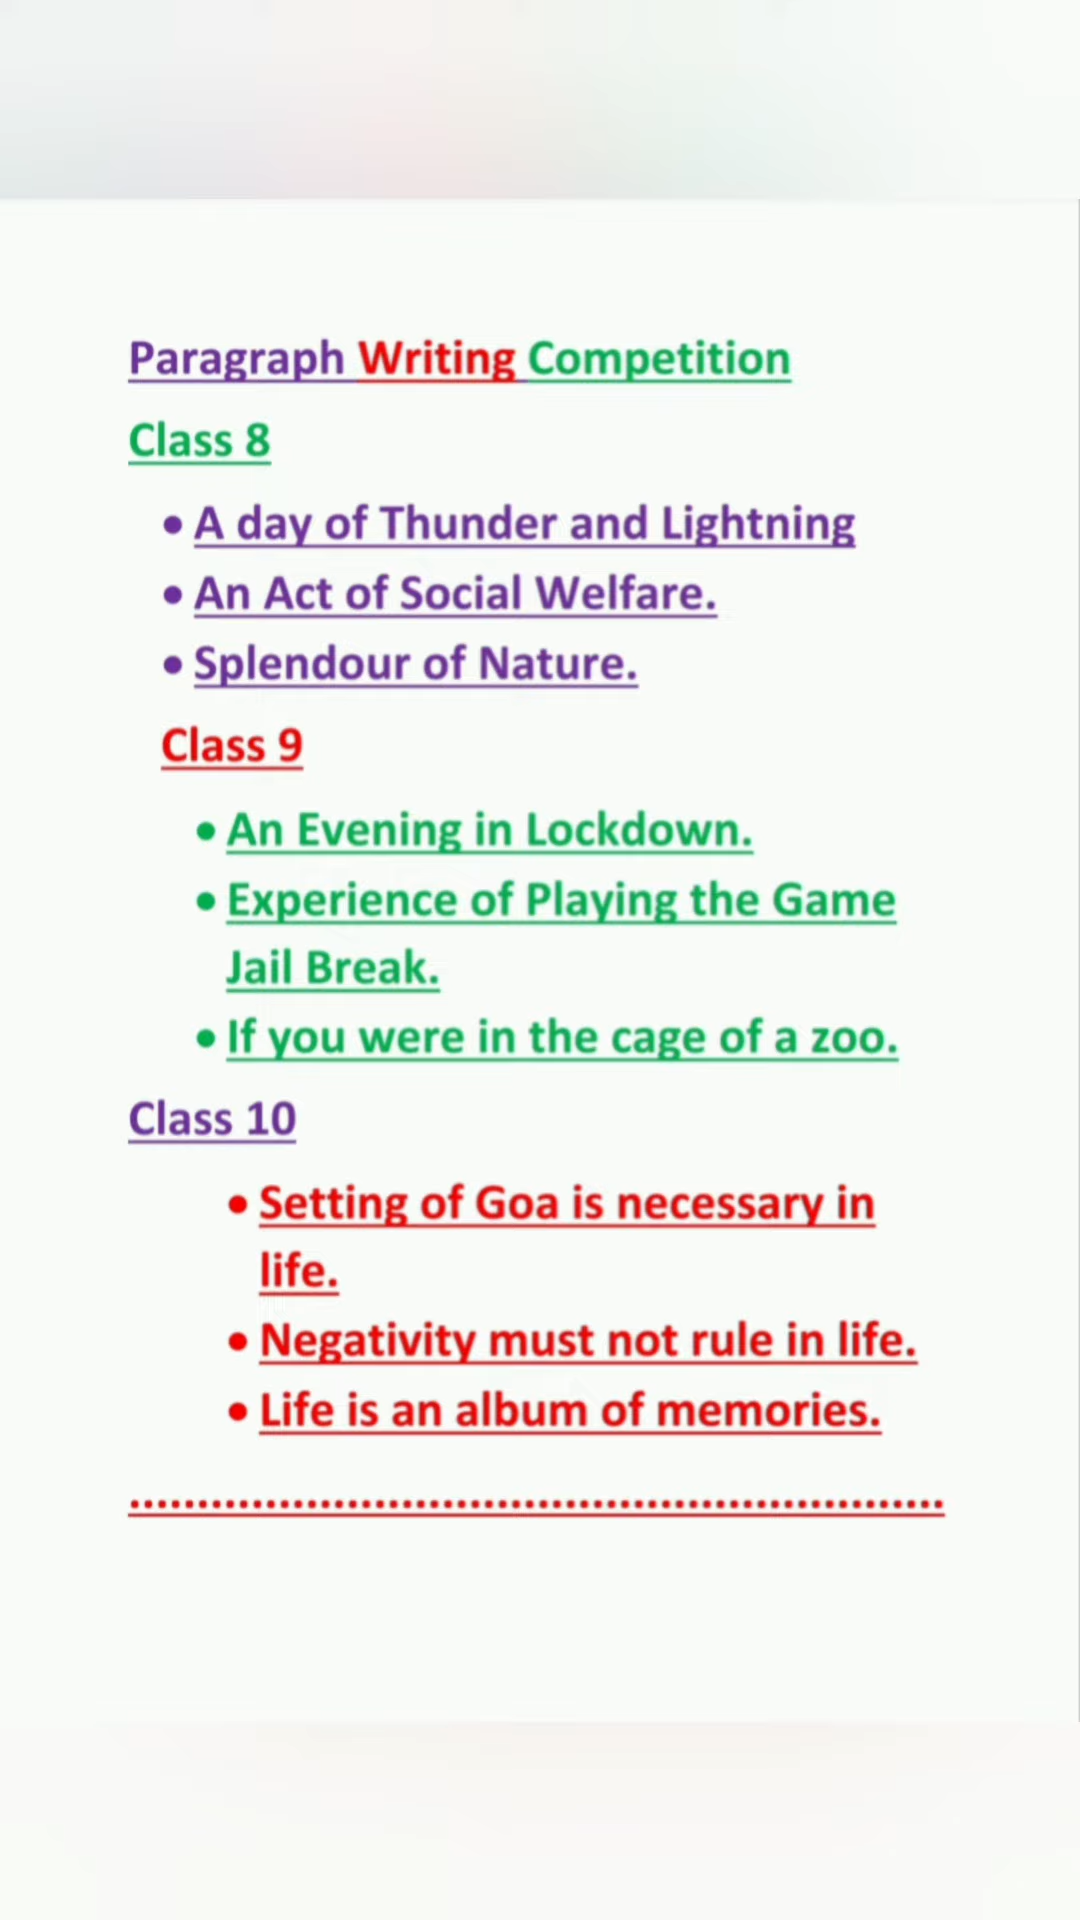 Paragraph Writing Competition
Class 8
• A day of Thunder and Lightning
• An Act of Social Welfare.
• Splendour of Nature.
Class 9
• An Evening in Lockdown.
• Experience of Playing the Game
Jail Break.
• If you were in the cage of a zoo.
Class 10
• Setting of Goa is necessary in
life.
• Negativity must not rule in life.
• Life is an album of memories.
............................................................